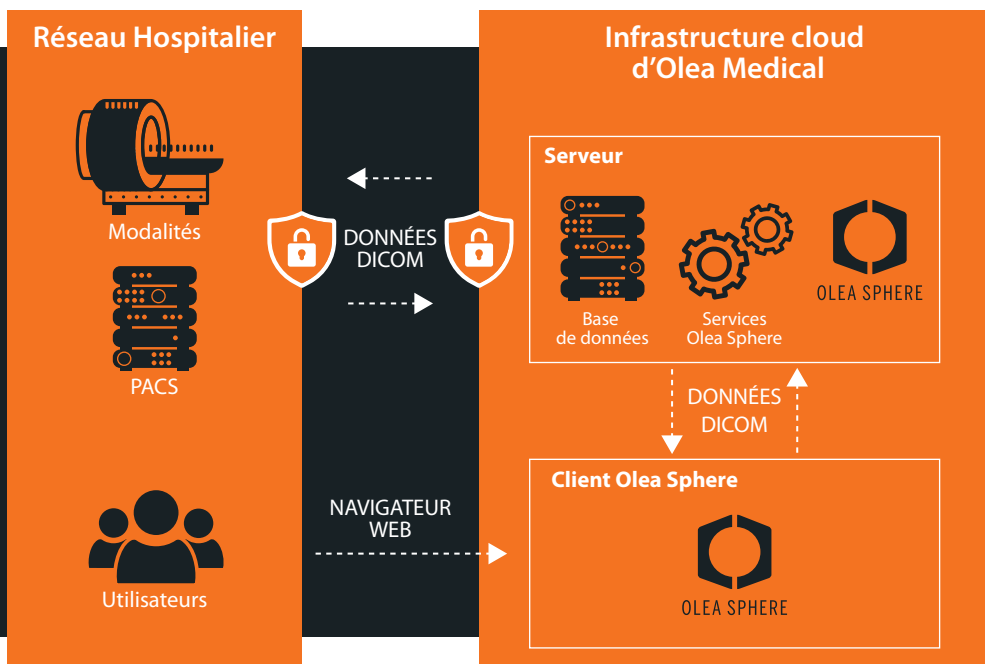 Réseau Hospitalier
Modalités
PACS
Utilisateurs
DONNÉES
DICOM
NAVIGATEUR
WEB
Infrastructure cloud
d’Olea Medical
Serveur
Base
de données
Services
Olea Sphere
OLEA SPHERE
DONNÉES
DICOM
Client Olea Sphere
OLEA SPHERE